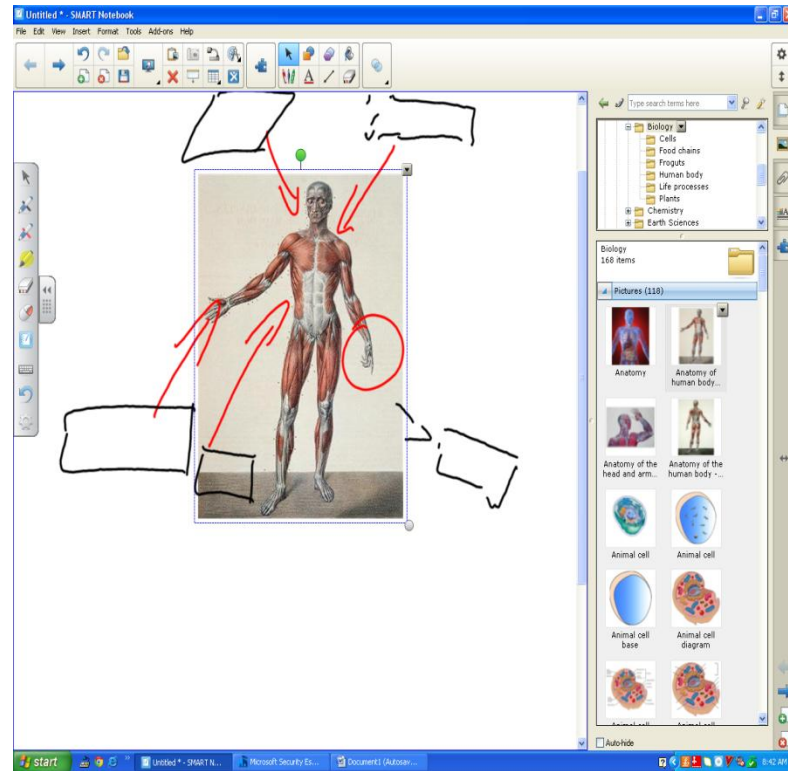 Untitled * - SMART Notebook
File Edit View Insert Format Tools Add-ons Help
Type search terms here
Biology
Cells
Food chains
Froguts
Human body
Life processes
Plants
Chemistry
Earth Sciences
Biology
168 items
Pictures (118)
Anatomy
Anatomy of human body...
Anatomy of the head and arm...
Anatomy of the human body -...
Animal cell
Animal cell
Animal cell base
Animal cell diagram
Auto-hide
start
Untitled * - SMART N...
Microsoft Security Es...
Document1 (Autosav...
8:42 AM